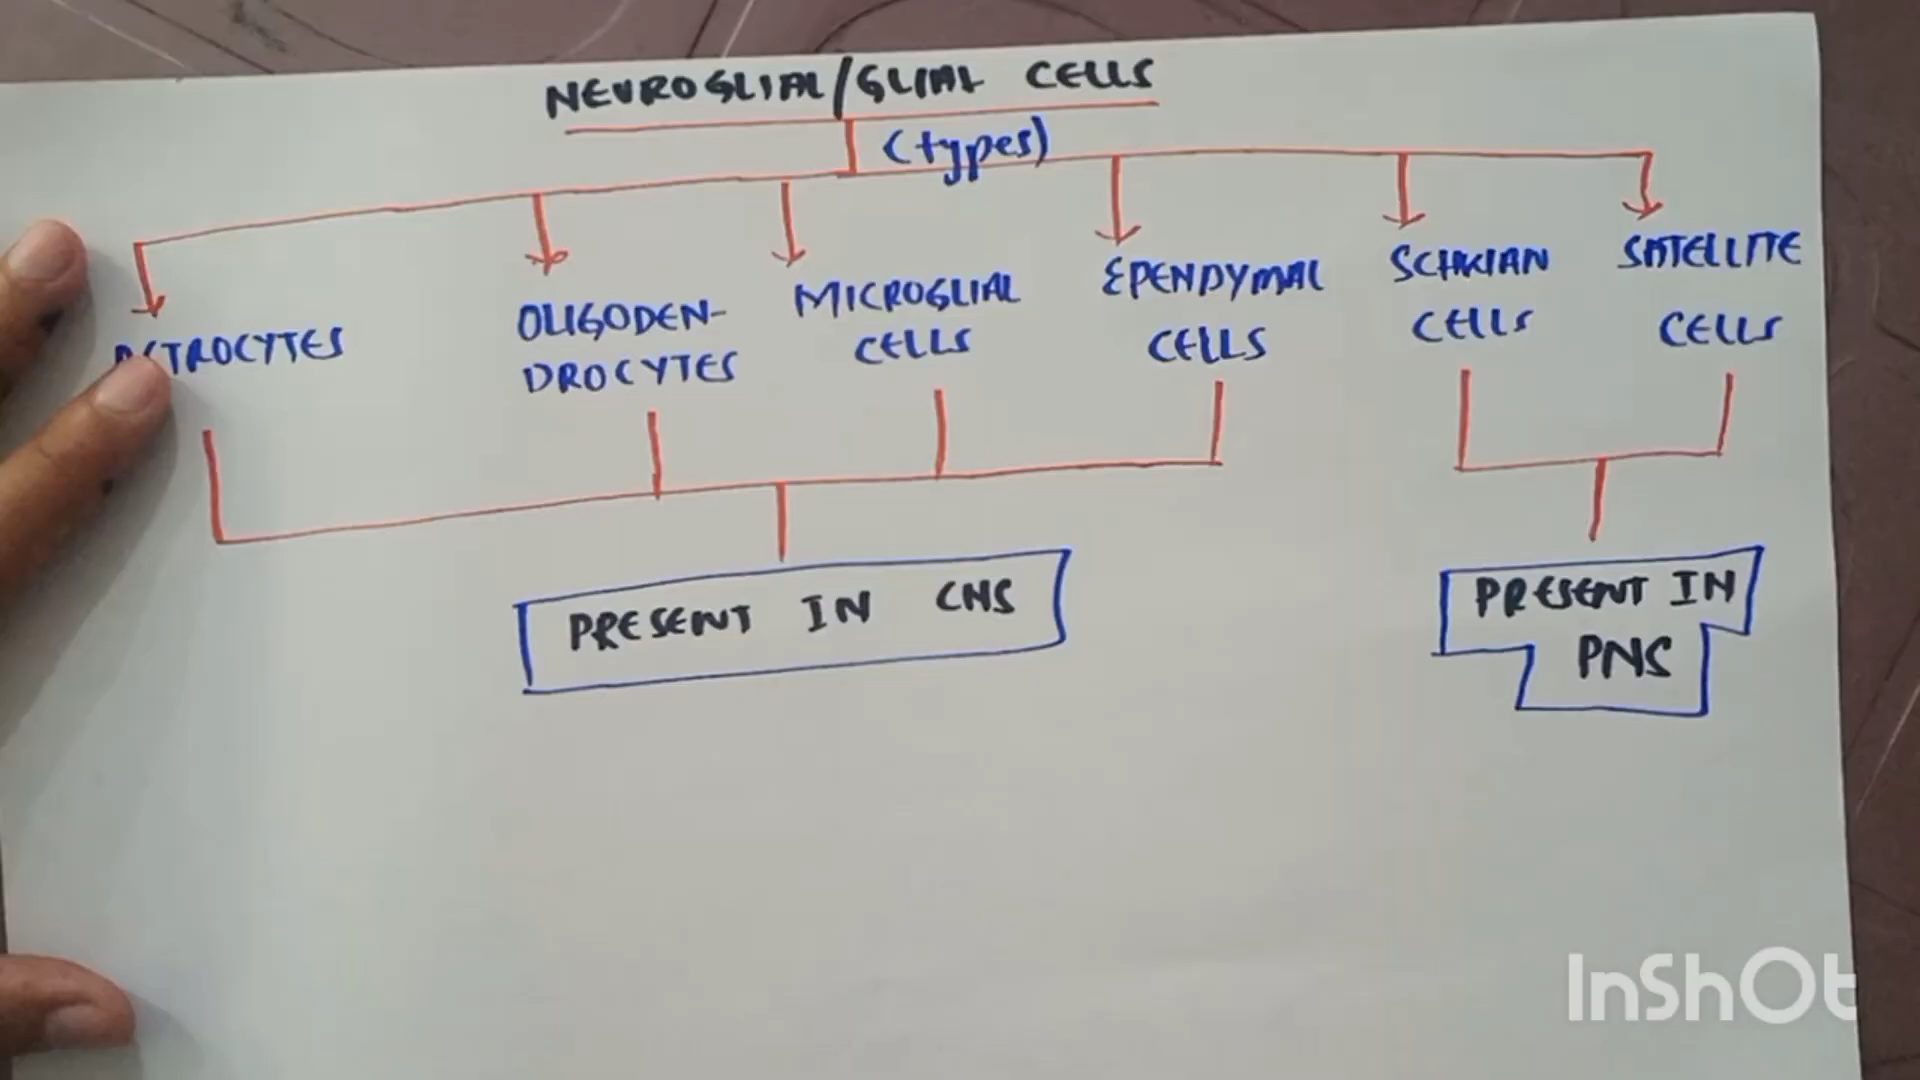 NEUROGLIAL/GLIAL CELLS
(types)
ASTROCYTES
OLIGODEN-
DROCYTES
MICROGLIAL
CELLS
EPENDYMAL
CELLS
SCHWAN
CELLS
SATELLITE
CELLS
PRESENT IN CNS
PRESENT IN
PNS
InShOt